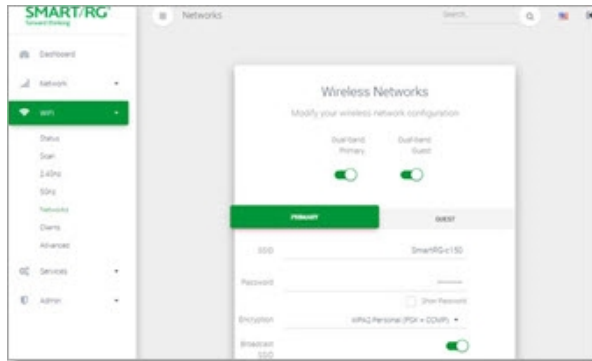 SMART/RG
forward thinking
Networks
Search...
Dashboard
Network
WiFi
Status
Scan
2.4GHz
5GHz
Networks
Clients
Advanced
Services
Admin
Wireless Networks
Modify your wireless network configuration
Dual-band Primary
Dual-band Guest
PRIMARY
GUEST
SSID
SmartRG-c150
Password
Show Password
Encryption
WPA2 Personal (PSK + CCMP)
Broadcast
SSID